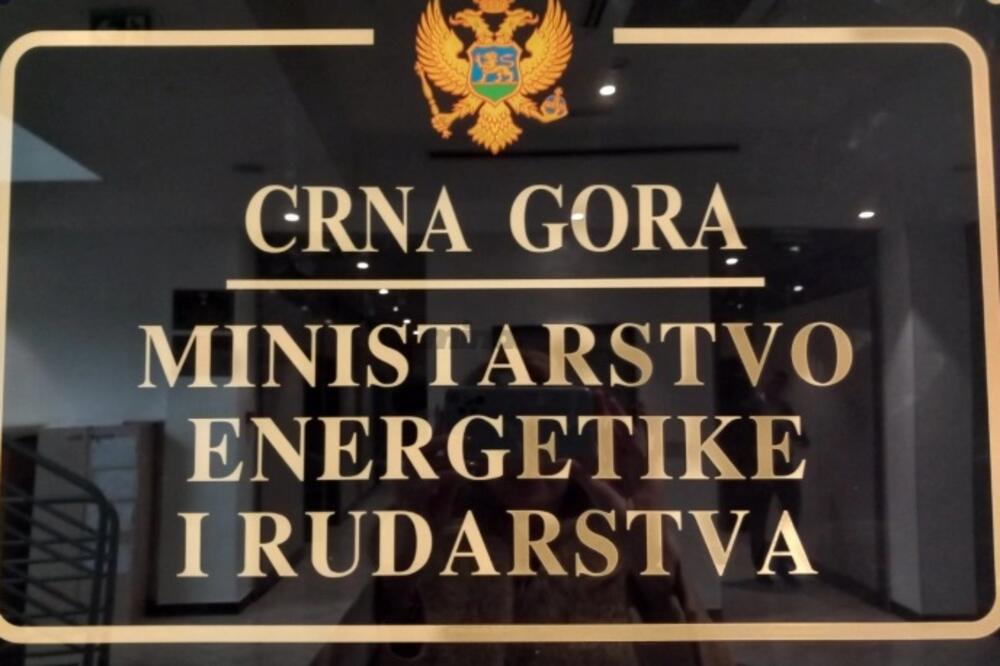 CRNA GORA
MINISTARSTVO
ENERGETIKE
I RUDARSTVA